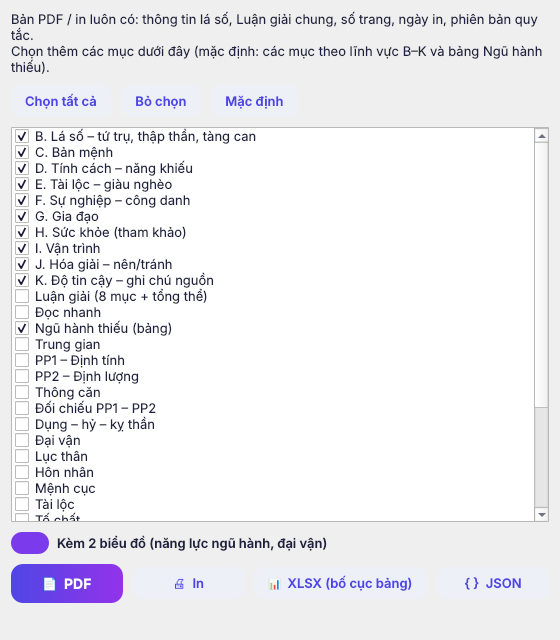 Bản PDF / in luôn có: thông tin lá số, Luận giải chung, số trang, ngày in, phiên bản quy
tắc.
Chọn thêm các mục dưới đây (mặc định: các mục theo lĩnh vực B–K và bảng Ngũ hành
thiếu).
Chọn tất cả Bỏ chọn Mặc định
B. Lá số – tứ trụ, thập thần, tàng can
C. Bản mệnh
D. Tính cách – năng khiếu
E. Tài lộc – giàu nghèo
F. Sự nghiệp – công danh
G. Gia đạo
H. Sức khỏe (tham khảo)
I. Vận trình
J. Hóa giải – nên/tránh
K. Độ tin cậy – ghi chú nguồn
Luận giải (8 mục + tổng thể)
Đọc nhanh
Ngũ hành thiếu (bảng)
Trung gian
PP1 – Định tính
PP2 – Định lượng
Thông căn
Đối chiếu PP1 – PP2
Dụng – hỷ – kỵ thần
Đại vận
Lục thân
Hôn nhân
Mệnh cục
Tài lộc
Tố chất
Kèm 2 biểu đồ (năng lực ngũ hành, đại vận)
PDF In XLSX (bố cục bảng) { } JSON